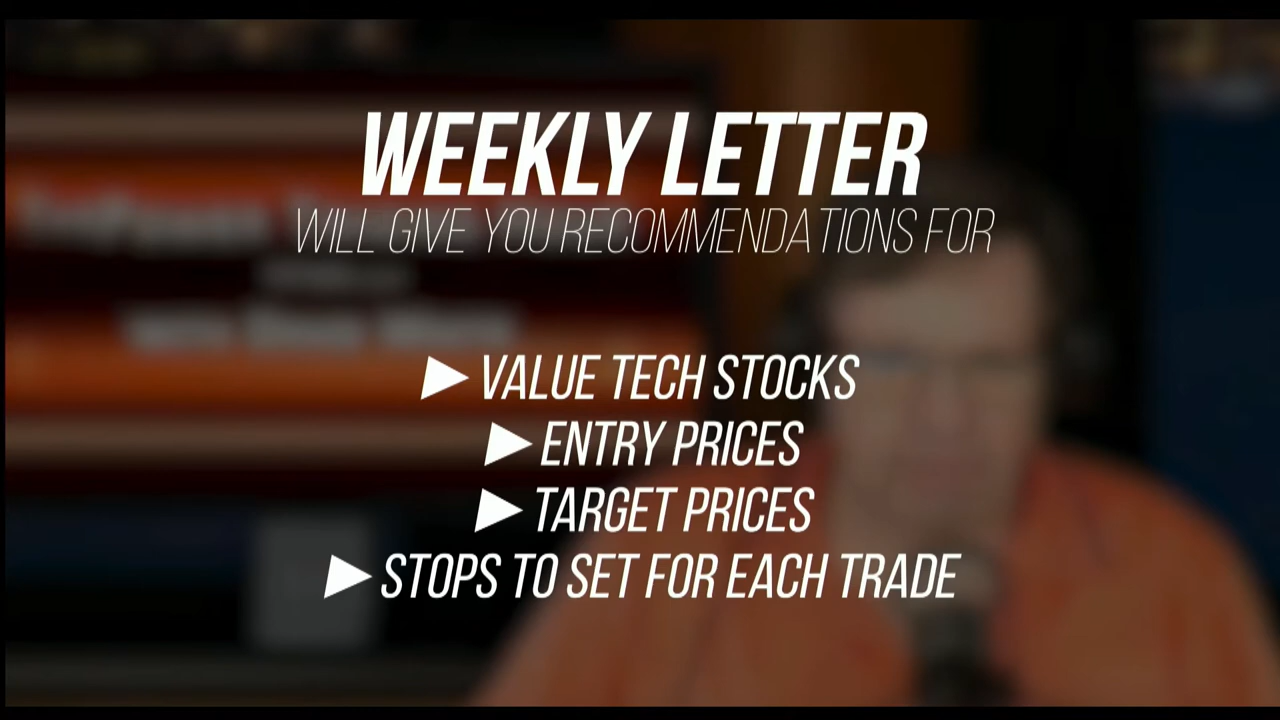 WEEKLY LETTER
WILL GIVE YOU RECOMMENDATIONS FOR
► VALUE TECH STOCKS
► ENTRY PRICES
► TARGET PRICES
► STOPS TO SET FOR EACH TRADE